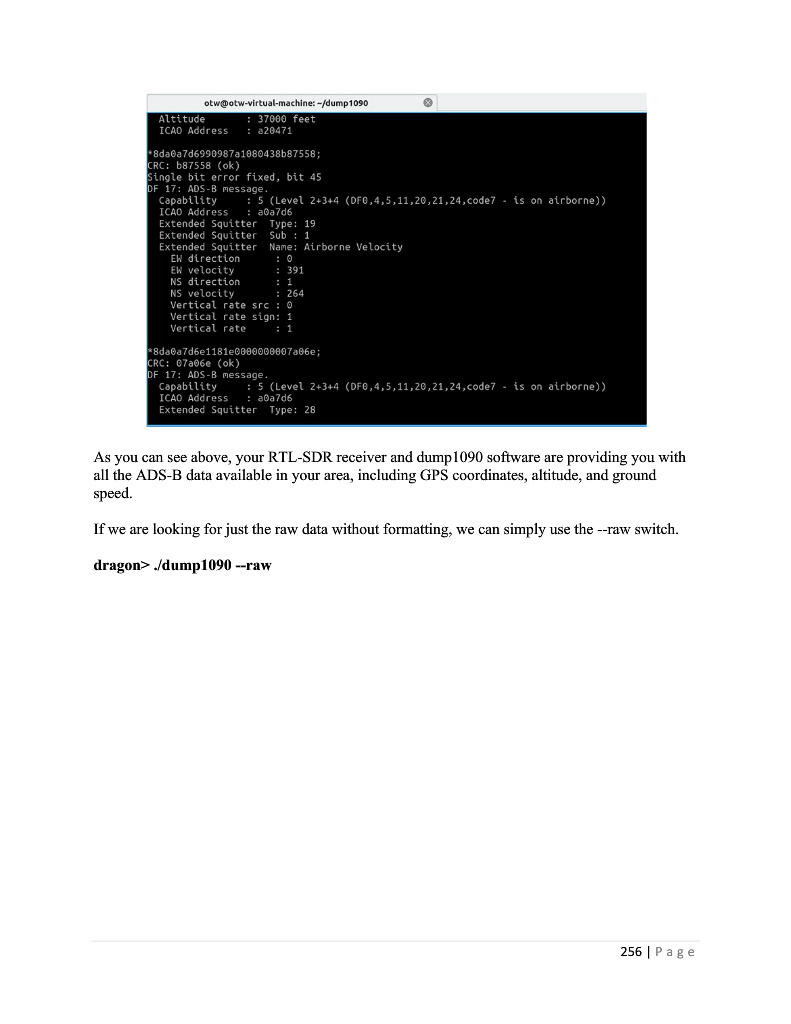 otw@otw-virtual-machine: ~/dump1090
Altitude : 37000 feet
ICAO Address : a20471
*8da0a7d6990987a1080438b87558;
CRC: b87558 (ok)
Single bit error fixed, bit 45
DF 17: ADS-B message.
Capability : 5 (Level 2+3+4 (DF0,4,5,11,20,21,24,code7 - is on airborne))
ICAO Address : a0a7d6
Extended Squitter Type: 19
Extended Squitter Sub : 1
Extended Squitter Name: Airborne Velocity
EW direction : 0
EW velocity : 391
NS direction : 1
NS velocity : 264
Vertical rate src : 0
Vertical rate sign: 1
Vertical rate : 1
*8da0a7d6e1181e0000000007a06e;
CRC: 07a06e (ok)
DF 17: ADS-B message.
Capability : 5 (Level 2+3+4 (DF0,4,5,11,20,21,24,code7 - is on airborne))
ICAO Address : a0a7d6
Extended Squitter Type: 28
As you can see above, your RTL-SDR receiver and dump1090 software are providing you with
all the ADS-B data available in your area, including GPS coordinates, altitude, and ground
speed.
If we are looking for just the raw data without formatting, we can simply use the --raw switch.
dragon> ./dump1090 --raw
256 | P a g e